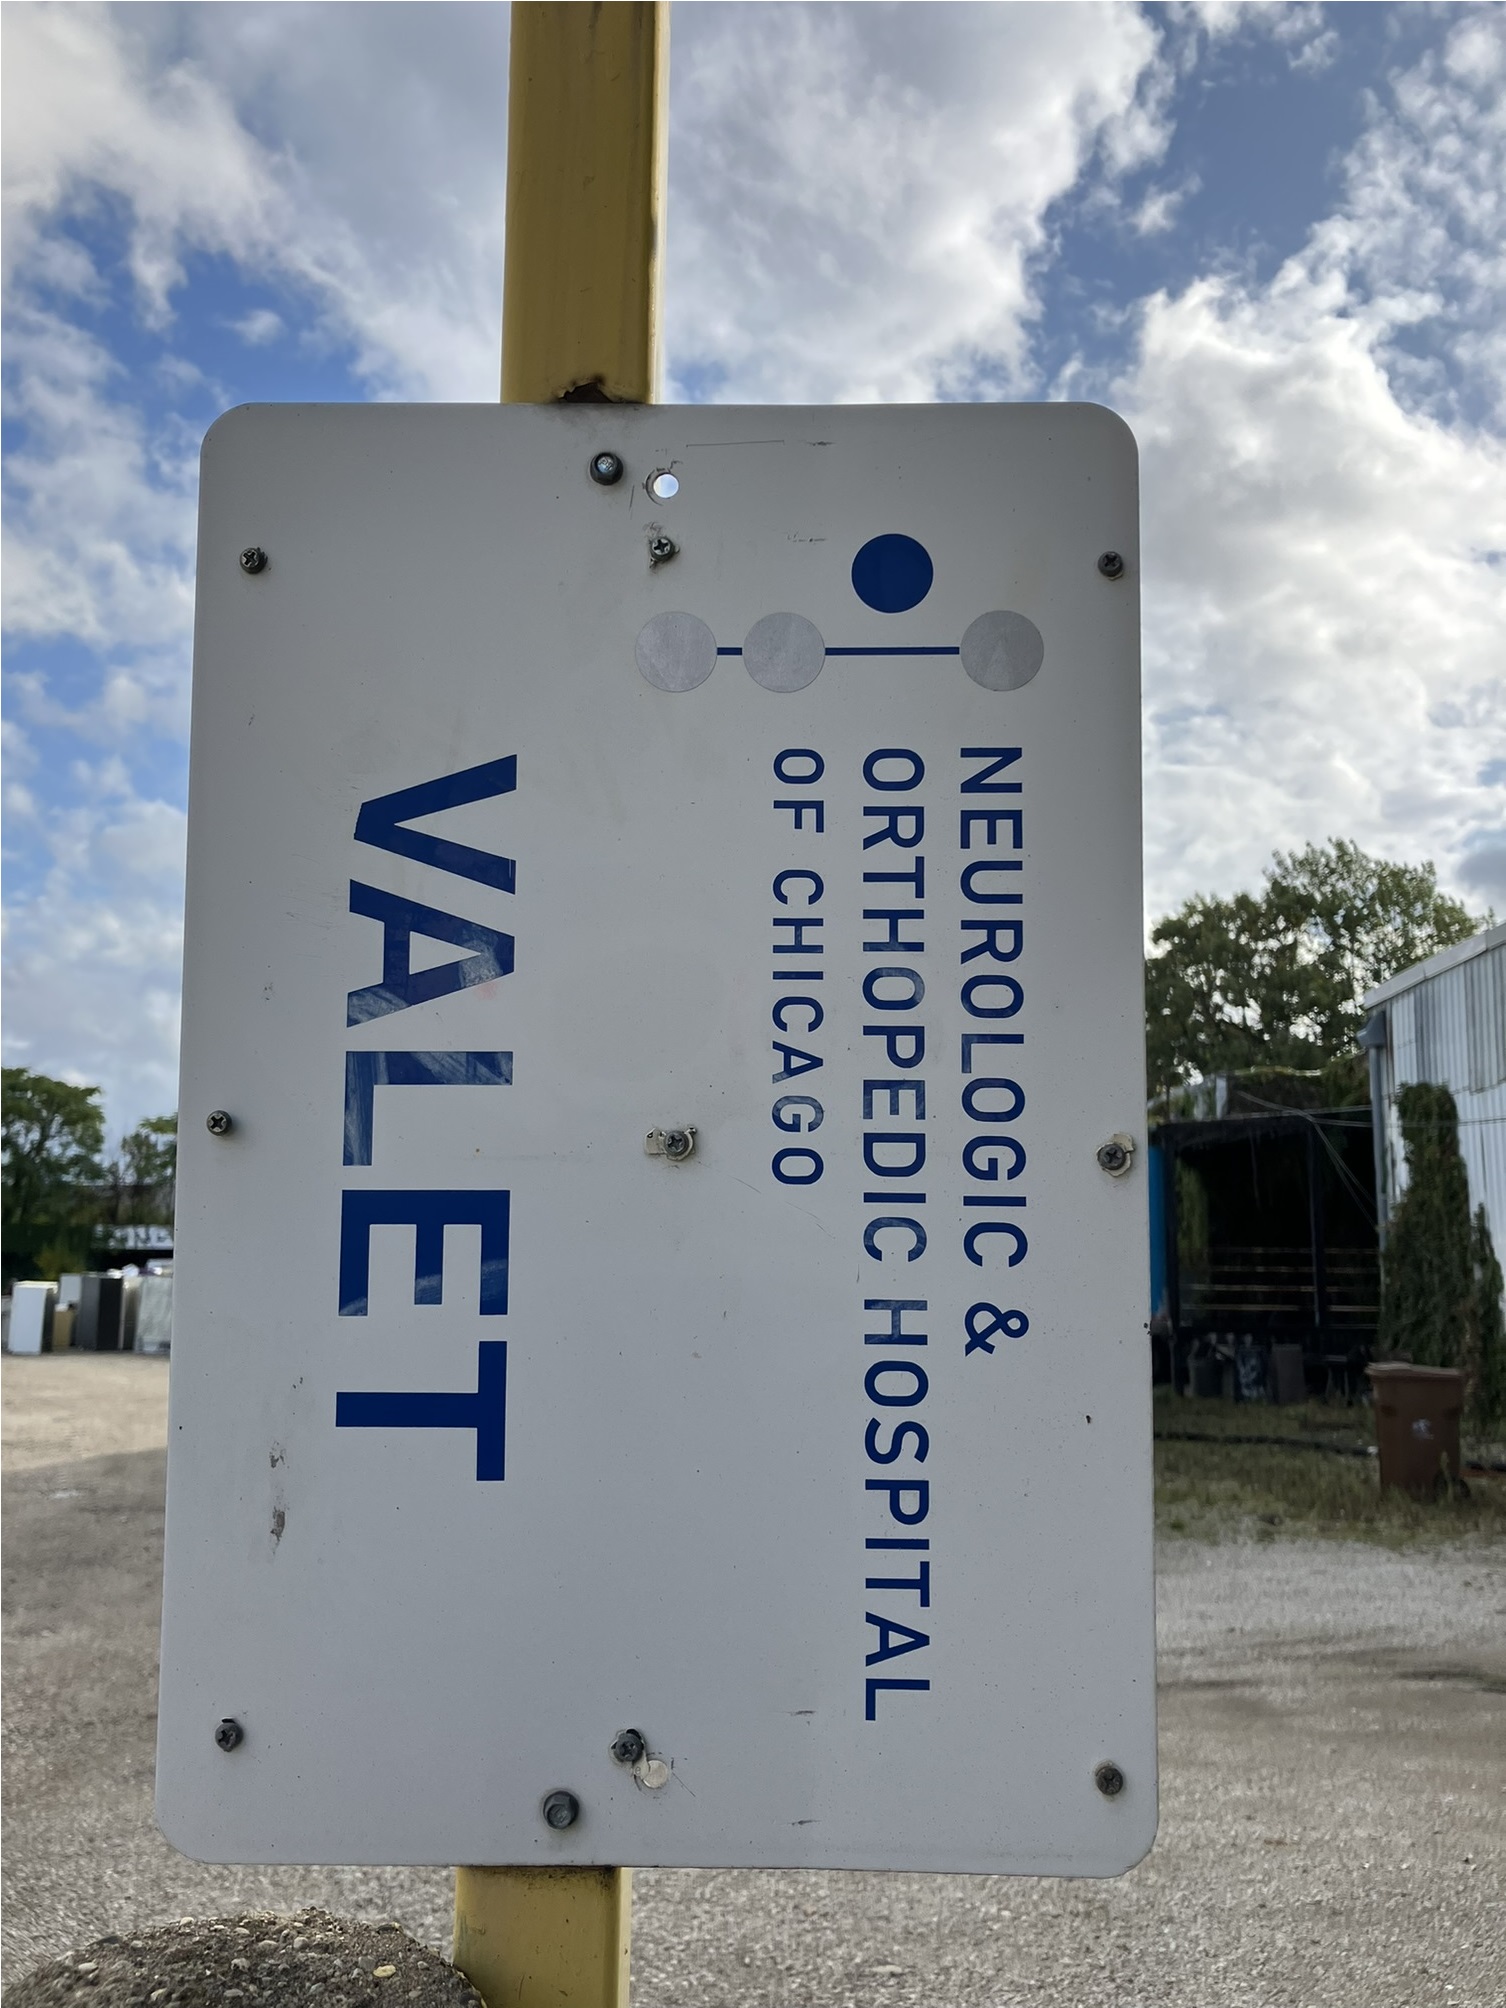 NEUROLOGIC &
ORTHOPEDIC HOSPITAL
OF CHICAGO
VALET